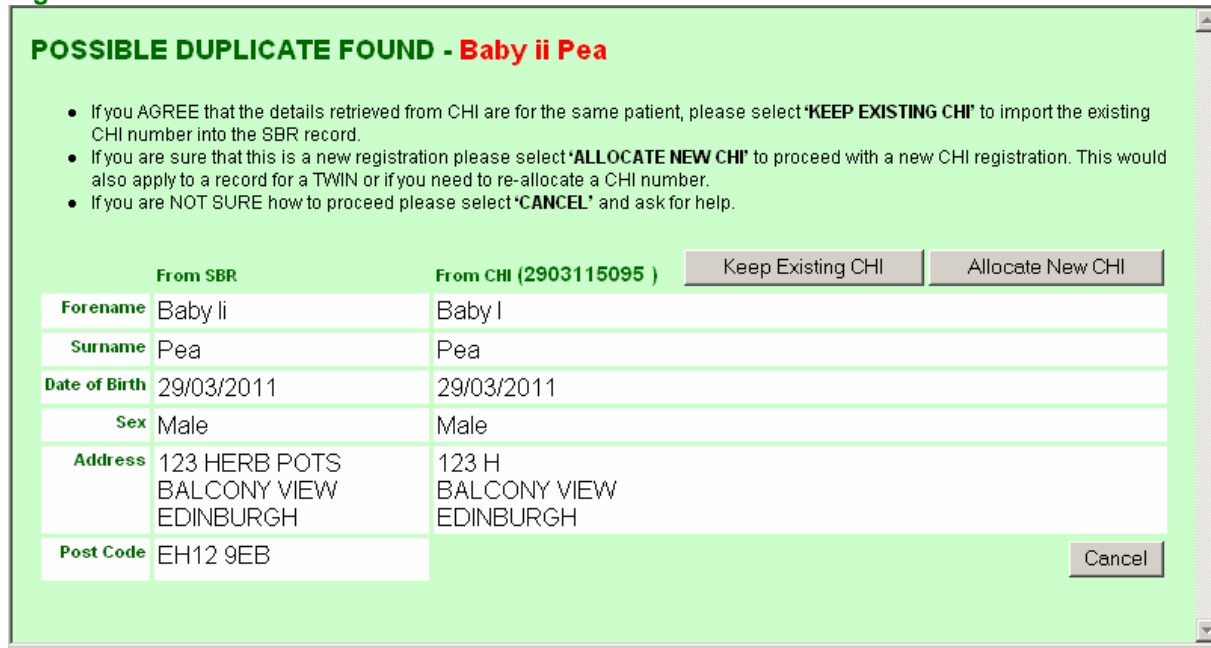 POSSIBLE DUPLICATE FOUND - Baby ii Pea
• If you AGREE that the details retrieved from CHI are for the same patient, please select ‘KEEP EXISTING CHI’ to import the existing
CHI number into the SBR record.
• If you are sure that this is a new registration please select ‘ALLOCATE NEW CHI’ to proceed with a new CHI registration. This would
also apply to a record for a TWIN or if you need to re-allocate a CHI number.
• If you are NOT SURE how to proceed please select ‘CANCEL’ and ask for help.
From SBR From CHI (2903115095 ) Keep Existing CHI Allocate New CHI
Forename Baby Ii Baby I
Surname Pea Pea
Date of Birth 29/03/2011 29/03/2011
Sex Male Male
Address 123 HERB POTS 123 H
BALCONY VIEW BALCONY VIEW
EDINBURGH EDINBURGH
Post Code EH12 9EB Cancel